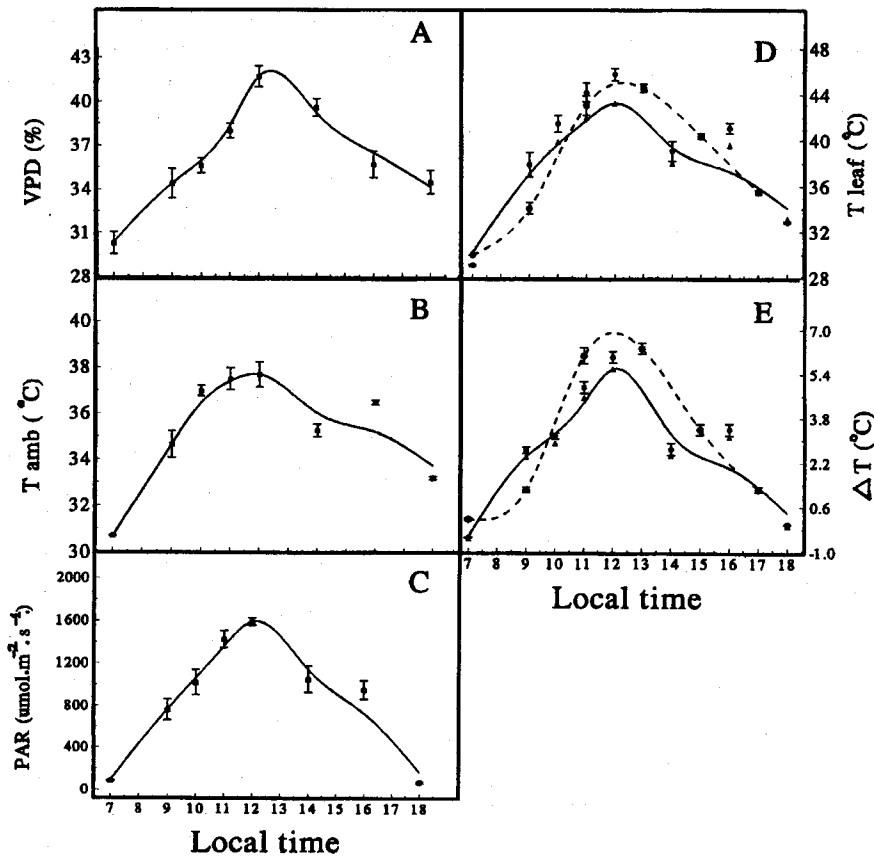 A
43
40
37
34
31
28
VPD (%)
D
48
44
40
36
32
28
T leaf (°C)
B
40
38
36
34
32
30
T amb ( °C)
E
7.0
5.4
3.8
2.2
0.6
-1.0
△T (°C)
7 8 9 10 11 12 13 14 15 16 17 18
Local time
C
2000
1600
1200
800
400
0
PAR (umol.m⁻².s⁻¹.)
7 9 10 11 12 13 14 15 16 18
Local time